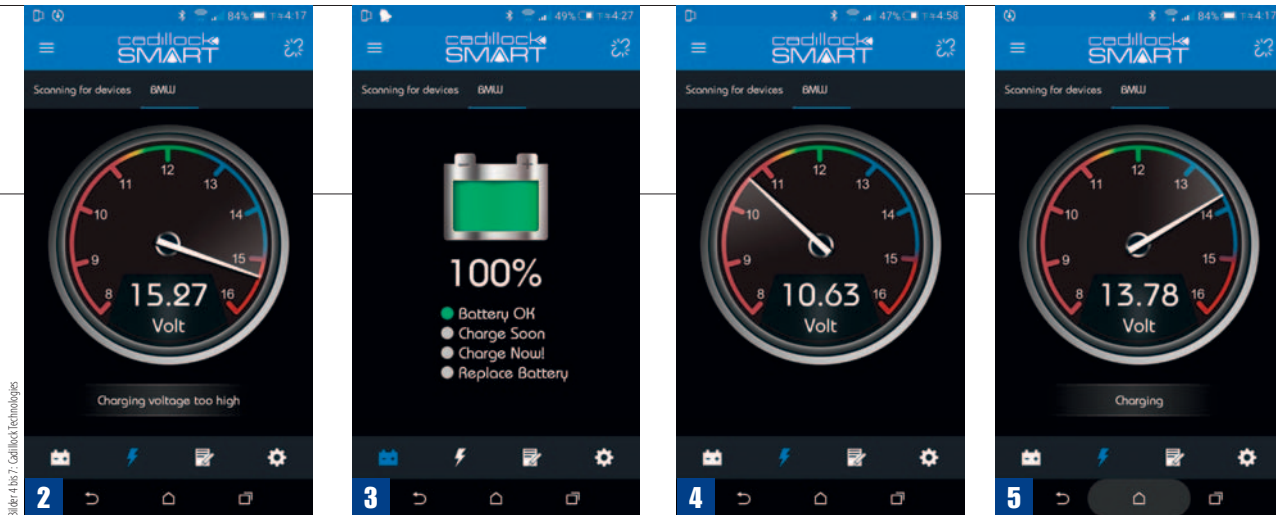 84% 4:17
cadillock
SMART
Scanning for devices BMW
8 9 10 11 12 13 14 15 16
15.27
Volt
Charging voltage too high
2
49% 4:27
cadillock
SMART
Scanning for devices BMW
100%
Battery OK
Charge Soon
Charge Now!
Replace Battery
3
47% 4:58
cadillock
SMART
Scanning for devices BMW
8 9 10 11 12 13 14 15 16
10.63
Volt
4
84% 4:17
cadillock
SMART
Scanning for devices BMW
8 9 10 11 12 13 14 15 16
13.78
Volt
Charging
5
Bilder 4 bis 7: Cadillock Technologies